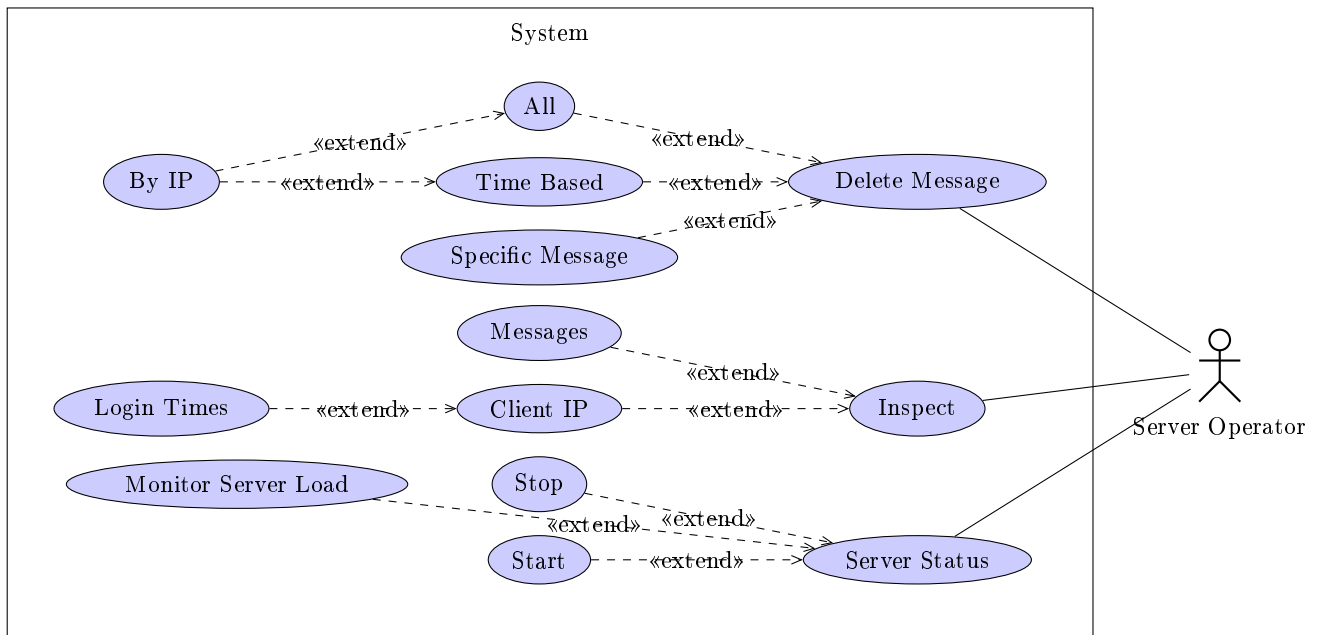 System
All
«extend»
«extend»
By IP
«extend»
Time Based
«extend»
Delete Message
«extend»
Specific Message
Messages
«extend»
Login Times
«extend»
Client IP
«extend»
Inspect
Server Operator
Monitor Server Load
Stop
«extend»
«extend»
Start
«extend»
Server Status